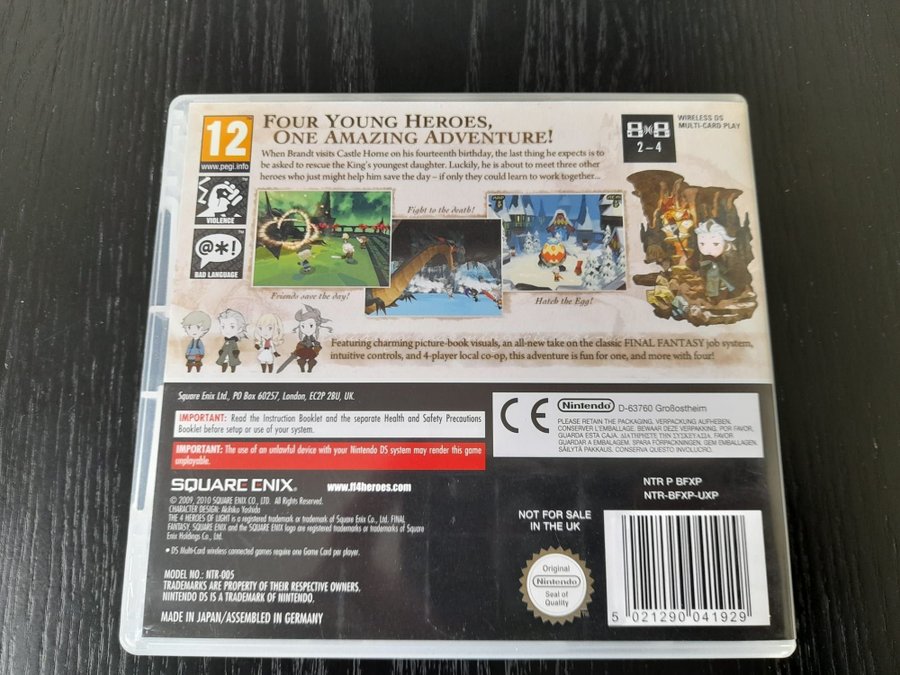 12
www.pegi.info
VIOLENCE
@*!
BAD LANGUAGE
FOUR YOUNG HEROES,
ONE AMAZING ADVENTURE!
When Brandt visits Castle Horne on his fourteenth birthday, the last thing he expects is to
be asked to rescue the King's youngest daughter. Luckily, he is about to meet three other
heroes who just might help him save the day – if only they could learn to work together...
8×8
2–4
WIRELESS DS
MULTI-CARD PLAY
Fight to the death!
Friends save the day!
Hatch the Egg!
Featuring charming picture-book visuals, an all-new take on the classic FINAL FANTASY job system,
intuitive controls, and 4-player local co-op, this adventure is fun for one, and more with four!
Square Enix Ltd., PO Box 60257, London, EC2P 2BU, UK.
IMPORTANT: Read the Instruction Booklet and the separate Health and Safety Precautions
Booklet before setup or use of your system.
IMPORTANT: The use of an unlawful device with your Nintendo DS system may render this game
unplayable.
SQUARE ENIX. www.ff4heroes.com
© 2009, 2010 SQUARE ENIX CO., LTD. All Rights Reserved.
CHARACTER DESIGN: Akihiko Yoshida
THE 4 HEROES OF LIGHT is a registered trademark or trademark of Square Enix Co., Ltd. FINAL
FANTASY, SQUARE ENIX and the SQUARE ENIX logo are registered trademarks or trademarks of Square
Enix Holdings Co., Ltd.
• DS Multi-Card wireless connected games require one Game Card per player.
MODEL NO.: NTR-005
TRADEMARKS ARE PROPERTY OF THEIR RESPECTIVE OWNERS.
NINTENDO DS IS A TRADEMARK OF NINTENDO.
MADE IN JAPAN/ASSEMBLED IN GERMANY
CE
Nintendo D-63760 Großostheim
PLEASE RETAIN THE PACKAGING. VERPACKUNG AUFHEBEN.
CONSERVER L'EMBALLAGE. BEWAAR DEZE VERPAKKING. POR FAVOR,
GUARDA ESTA CAJA. ΔΙΑΤΗΡΗΣΤΕ ΤΗΝ ΣΥΣΚΕΥΑΣΙΑ. FAVOR
GUARDAR A EMBALAGEM. SPARA FÖRPACKNINGEN. GEM EMBALLAGEN.
SÄILYTÄ PAKKAUS. CONSERVA QUESTO INVOLUCRO.
NTR P BFXP
NTR-BFXP-UXP
NOT FOR SALE
IN THE UK
Original
Nintendo
Seal of
Quality
5 021290 041929